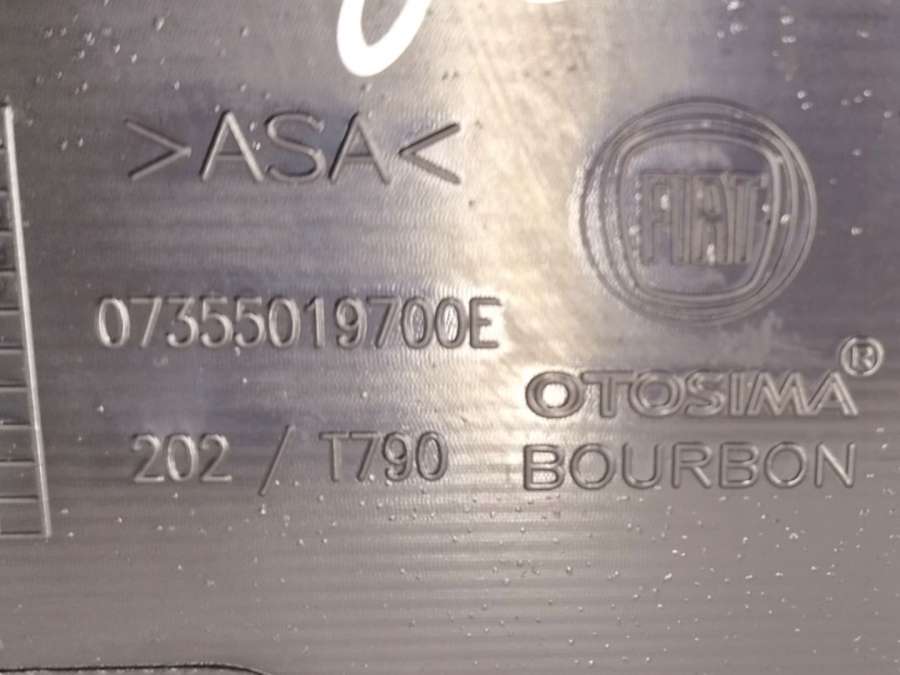 >ASA<
FIAT
07355019700E
OTOSIMA®
202 / T790
BOURBON